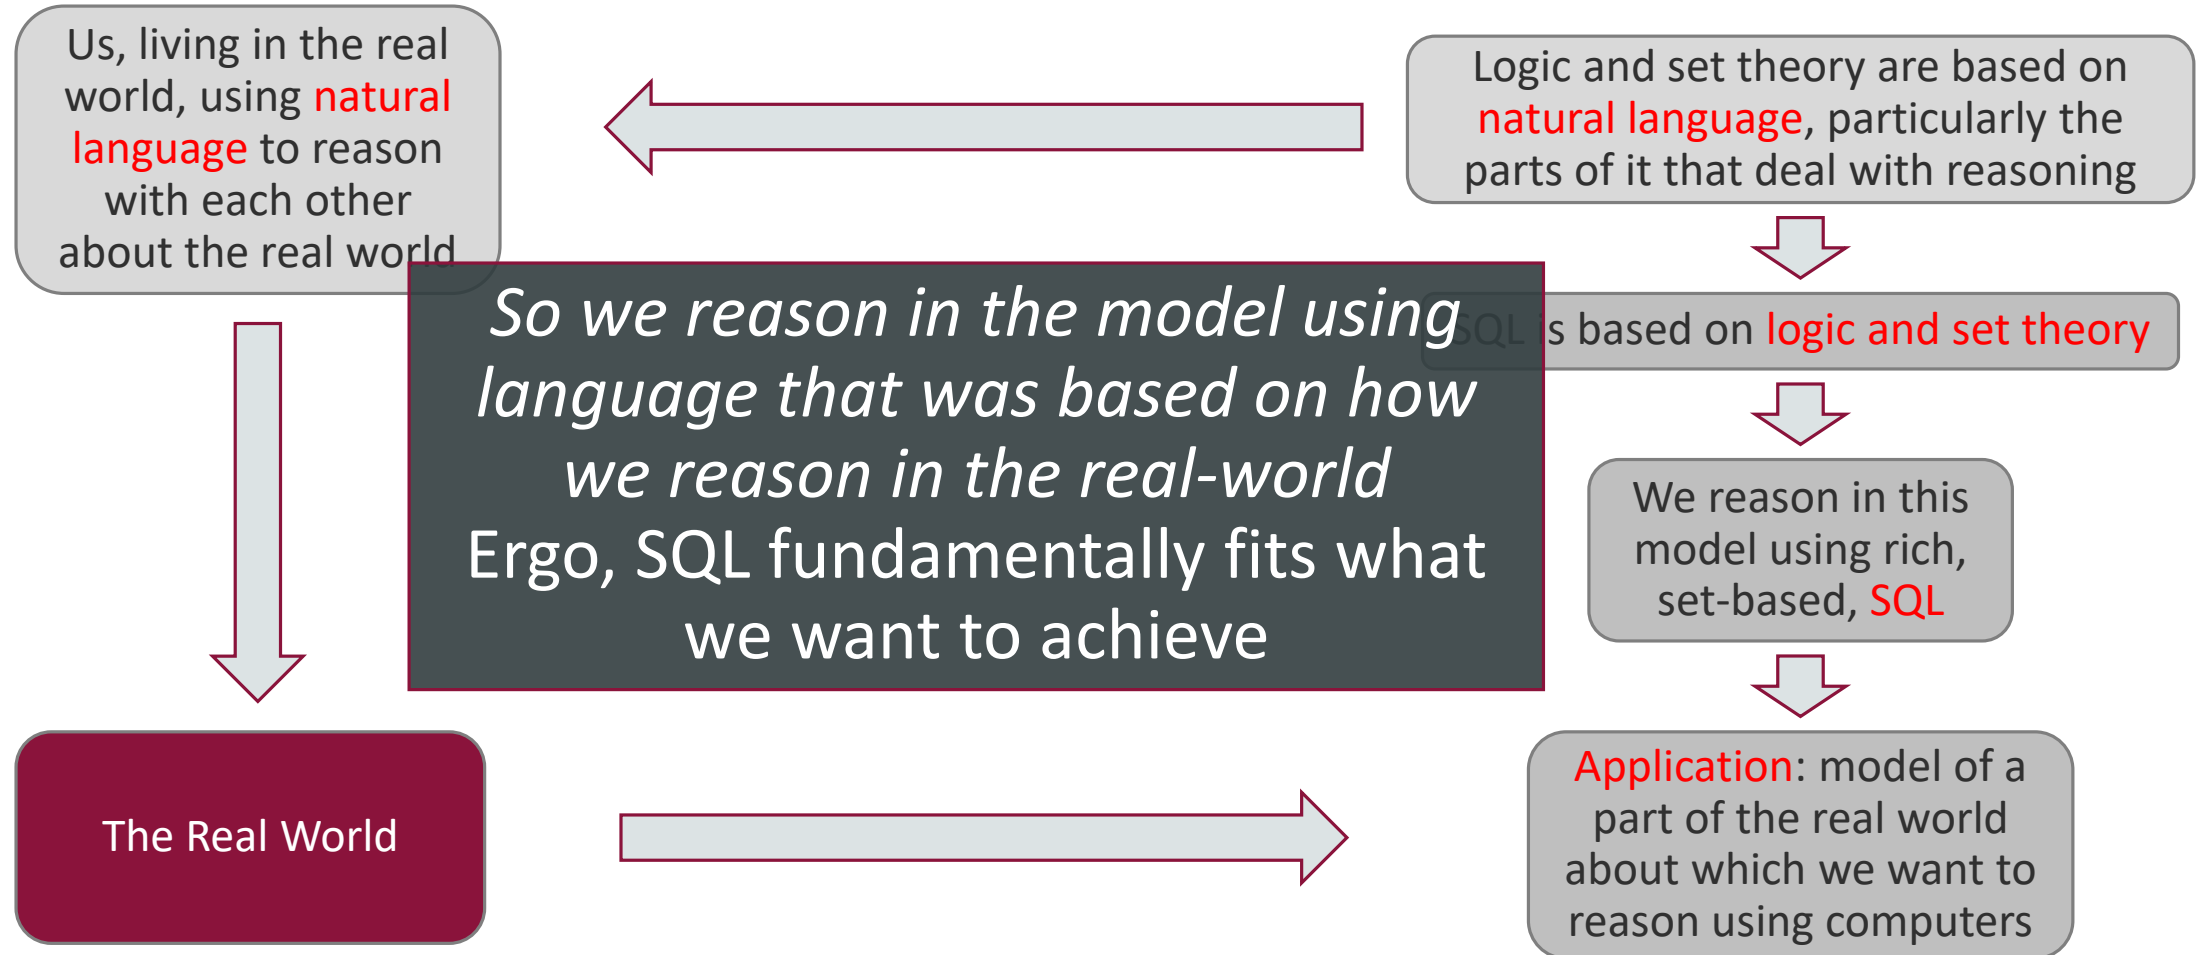 Us, living in the real
world, using natural
language to reason
with each other
about the real world
Logic and set theory are based on
natural language, particularly the
parts of it that deal with reasoning
SQL is based on logic and set theory
So we reason in the model using
language that was based on how
we reason in the real-world
Ergo, SQL fundamentally fits what
we want to achieve
We reason in this
model using rich,
set-based, SQL
The Real World
Application: model of a
part of the real world
about which we want to
reason using computers